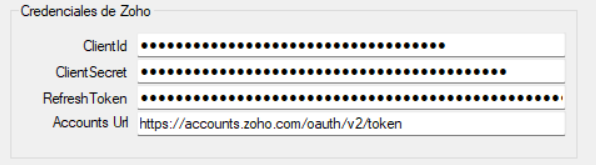 Credenciales de Zoho
ClientId
ClientSecret
RefreshToken
Accounts Url https://accounts.zoho.com/oauth/v2/token